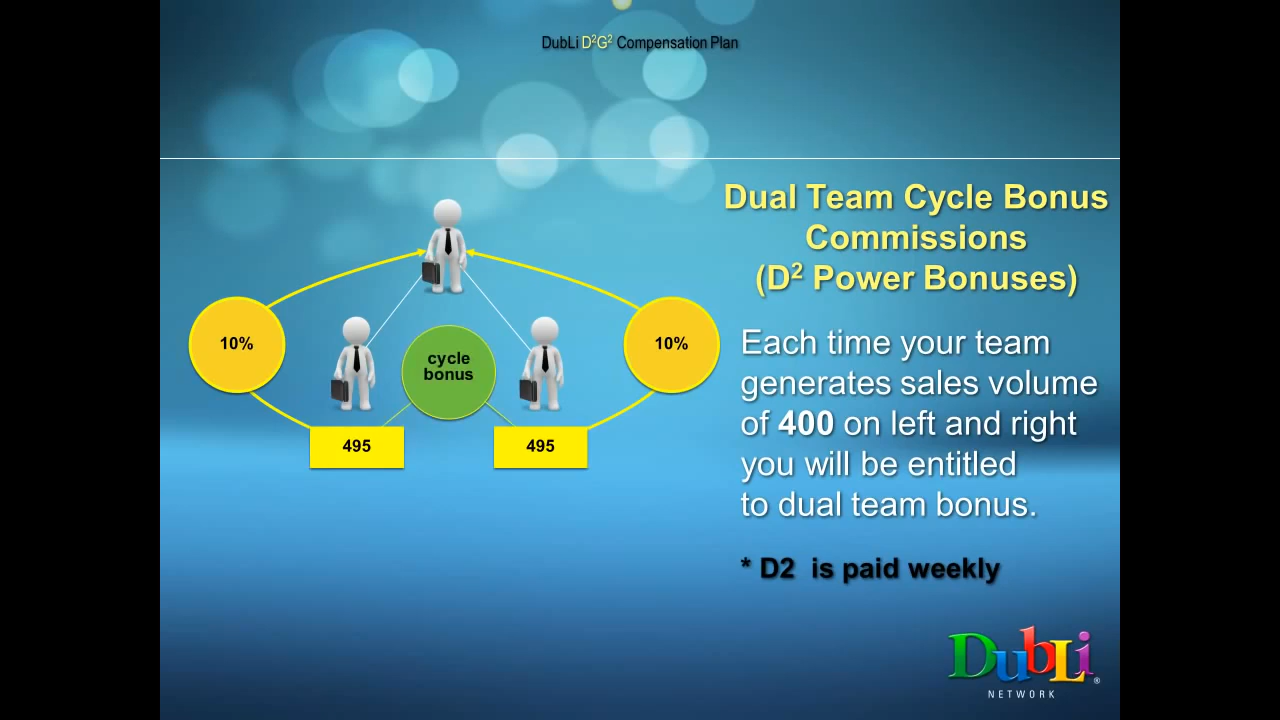 DubLi D²G² Compensation Plan
Dual Team Cycle Bonus
Commissions
(D² Power Bonuses)
10%
cycle
bonus
10%
495
495
Each time your team
generates sales volume
of 400 on left and right
you will be entitled
to dual team bonus.
* D2 is paid weekly
DubLi®
NETWORK